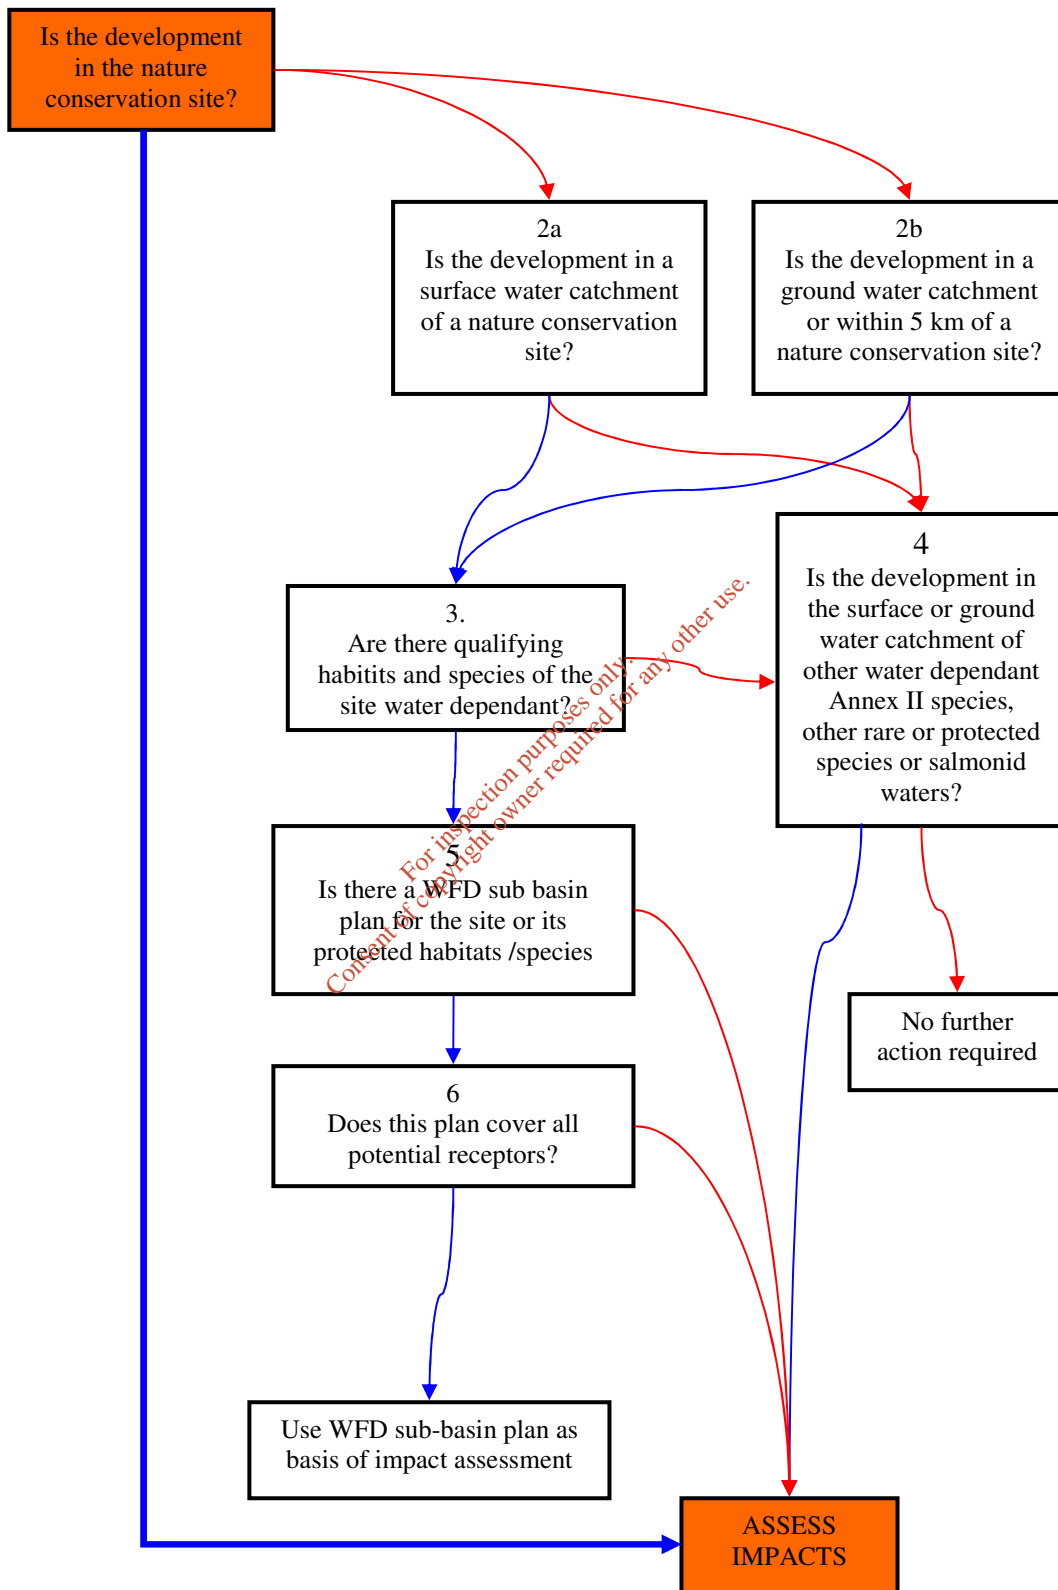 Is the development
in the nature
conservation site?
2a
Is the development in a
surface water catchment
of a nature conservation
site?
2b
Is the development in a
ground water catchment
or within 5 km of a
nature conservation site?
3.
Are there qualifying
habitits and species of the
site water dependant?
4
Is the development in
the surface or ground
water catchment of
other water dependant
Annex II species,
other rare or protected
species or salmonid
waters?
For inspection purposes only.
Consent of copyright owner required for any other use.
5
Is there a WFD sub basin
plan for the site or its
protected habitats /species
No further
action required
6
Does this plan cover all
potential receptors?
Use WFD sub-basin plan as
basis of impact assessment
ASSESS
IMPACTS